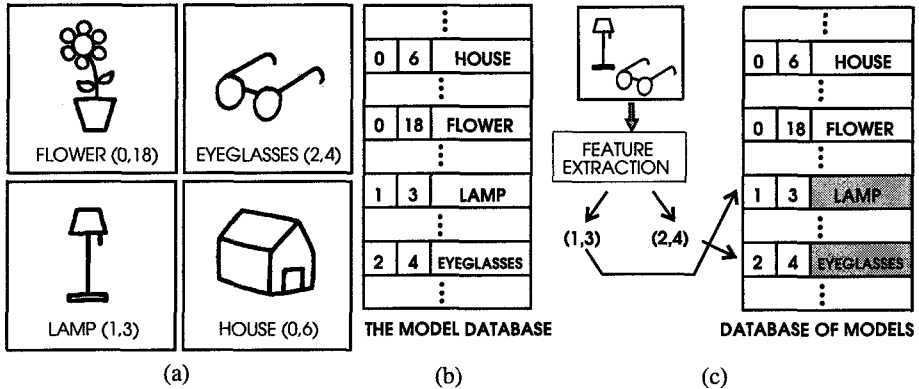 FLOWER (0,18)
EYEGLASSES (2,4)
LAMP (1,3)
HOUSE (0,6)
(a)
0 6 HOUSE
0 18 FLOWER
1 3 LAMP
2 4 EYEGLASSES
THE MODEL DATABASE
(b)
FEATURE
EXTRACTION
(1,3) (2,4)
0 6 HOUSE
0 18 FLOWER
1 3 LAMP
2 4 EYEGLASSES
DATABASE OF MODELS
(c)